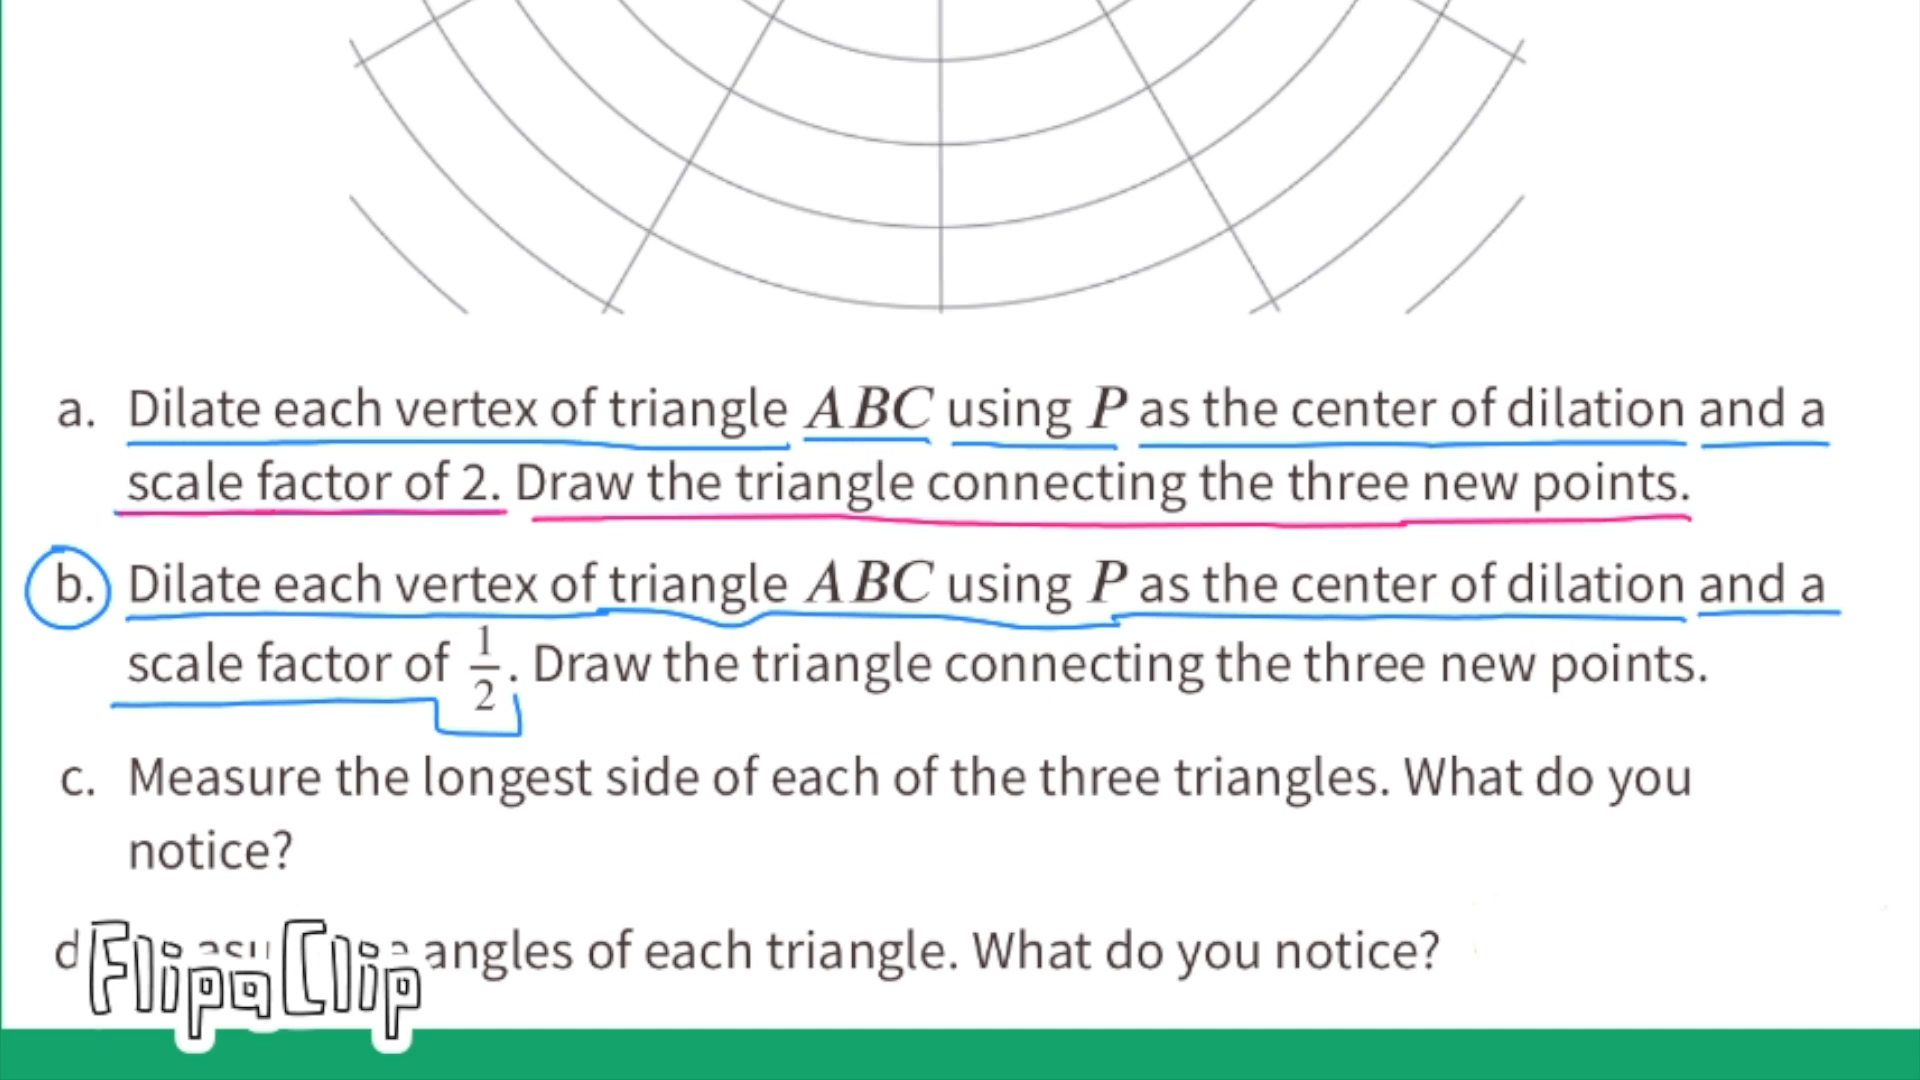 a. Dilate each vertex of triangle ABC using P as the center of dilation and a
scale factor of 2. Draw the triangle connecting the three new points.
b. Dilate each vertex of triangle ABC using P as the center of dilation and a
scale factor of 1/2. Draw the triangle connecting the three new points.
c. Measure the longest side of each of the three triangles. What do you
notice?
d angles of each triangle. What do you notice?
FlipaClip